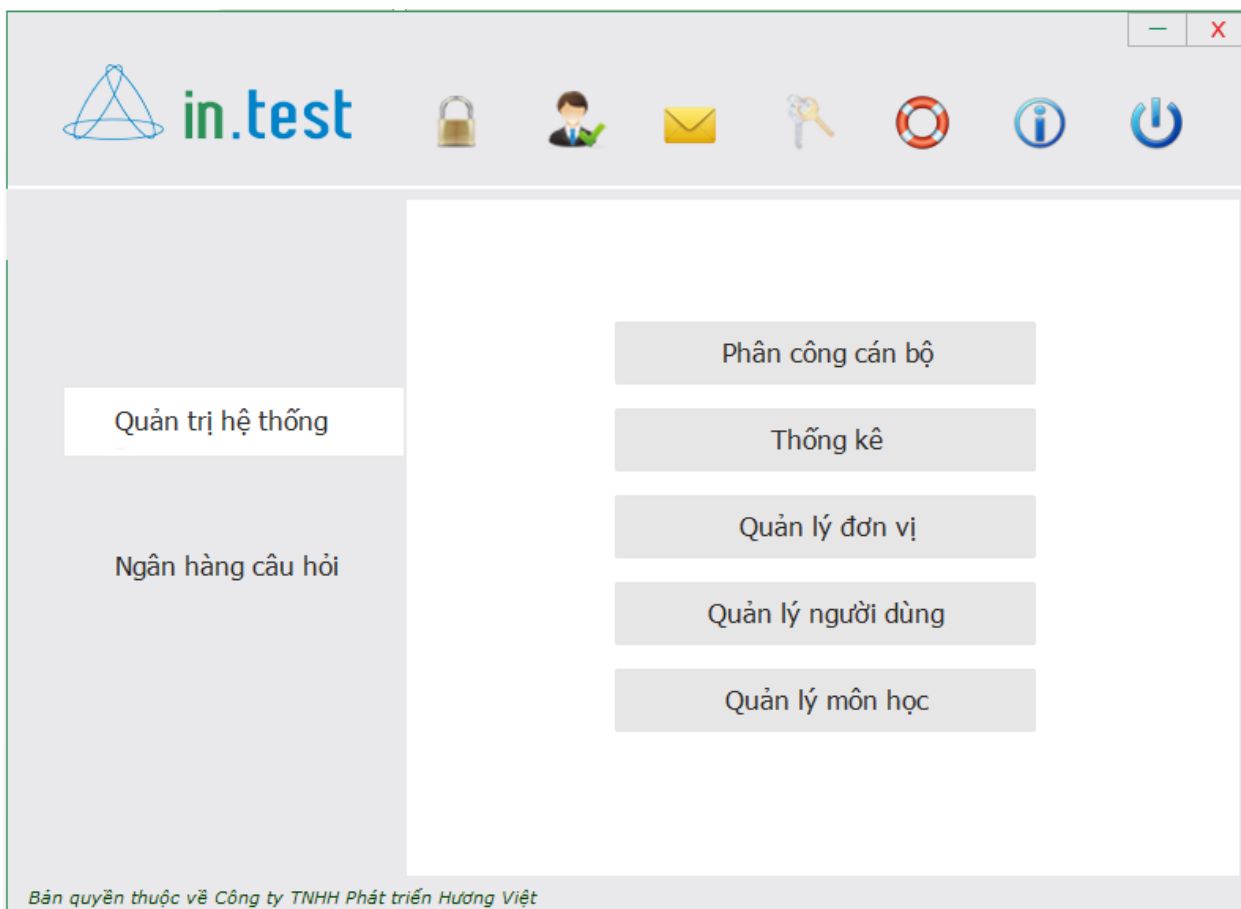 — X
in.test
Quản trị hệ thống
Ngân hàng câu hỏi
Phân công cán bộ
Thống kê
Quản lý đơn vị
Quản lý người dùng
Quản lý môn học
Bản quyền thuộc về Công ty TNHH Phát triển Hương Việt